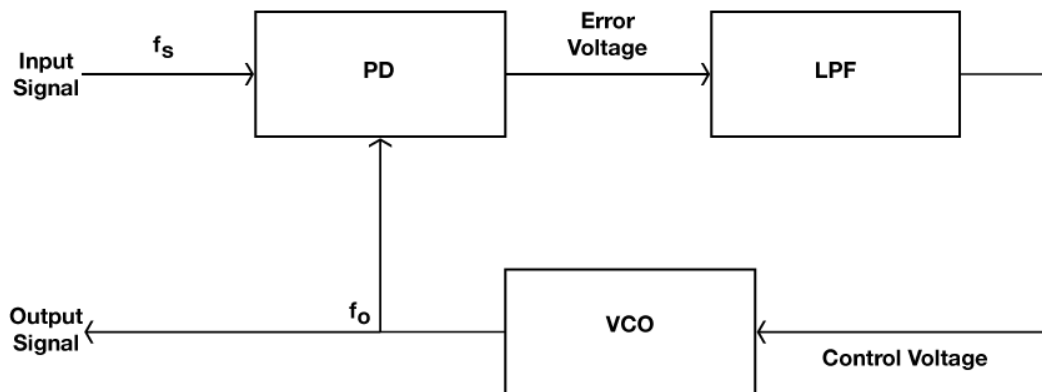 Input
Signal
fs
PD
Error
Voltage
LPF
Output
Signal
fo
VCO
Control Voltage